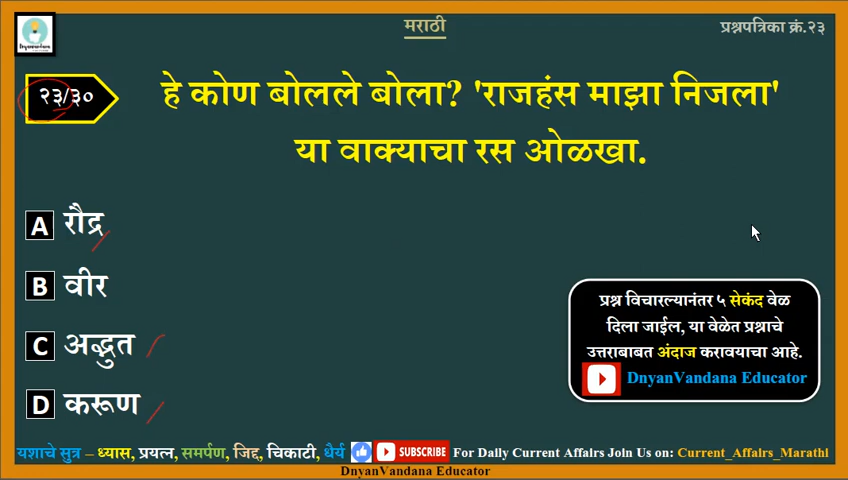 मराठी
प्रश्नपत्रिका क्रं.२३
Dnyanvandana
२३/३०
हे कोण बोलले बोला? 'राजहंस माझा निजला'
या वाक्याचा रस ओळखा.
A रौद्र
B वीर
C अद्भुत
D करूण
प्रश्न विचारल्यानंतर ५ सेकंद वेळ
दिला जाईल, या वेळेत प्रश्नाचे
उत्तराबाबत अंदाज करावयाचा आहे.
DnyanVandana Educator
यशाचे सुत्र – ध्यास, प्रयत्न, समर्पण, जिद्द, चिकाटी, धैर्य SUBSCRIBE For Daily Current Affairs Join Us on: Current_Affairs_Marathi
DnyanVandana Educator